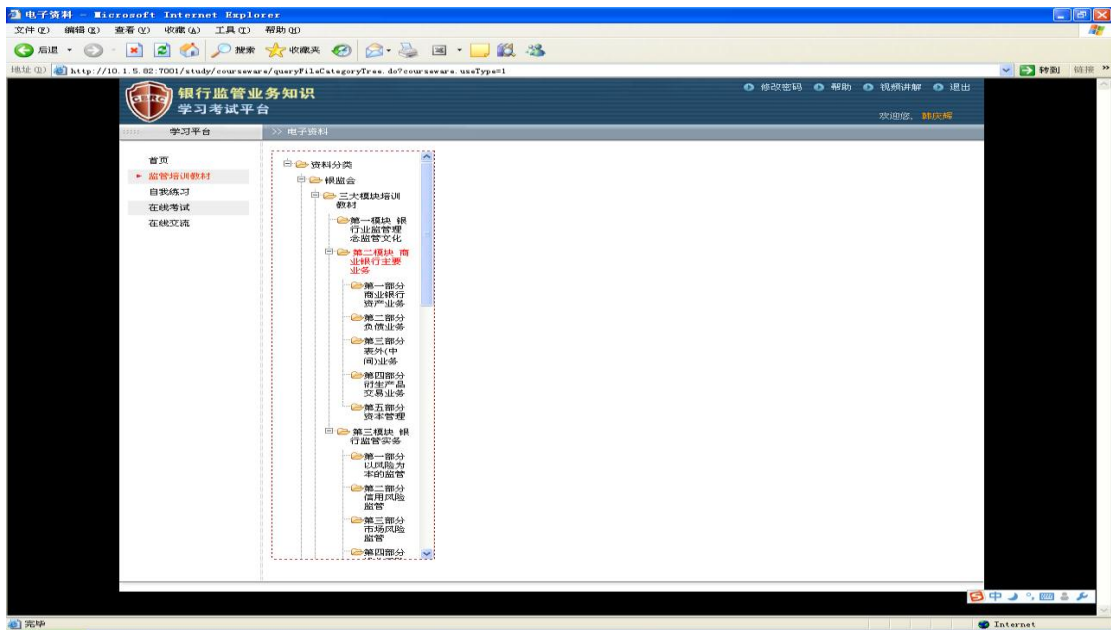 电子资料 - Microsoft Internet Explorer
文件(F) 编辑(E) 查看(V) 收藏(A) 工具(T) 帮助(H)
后退 搜索 收藏夹
地址(D) http://10.1.5.82:7001/study/courseware/queryFileCategoryTree.do?courseware.useType=1 转到 链接 »
CBRC 银行监管业务知识
学习考试平台
修改密码 帮助 视频讲解 退出
欢迎您,
学习平台 >> 电子资料
首页
监管培训教材
自我练习
在线考试
在线交流
资料分类
银监会
三大模块培训
教材
第一模块 银
行业监管理
念监管文化
第二模块 商
业银行主要
业务
第一部分
商业银行
资产业务
第二部分
负债业务
第三部分
表外(中
间)业务
第四部分
衍生产品
交易业务
第五部分
资本管理
第三模块 银
行监管实务
第一部分
以风险为
本的监管
第二部分
信用风险
监管
第三部分
市场风险
监管
第四部分
中
完毕 Internet